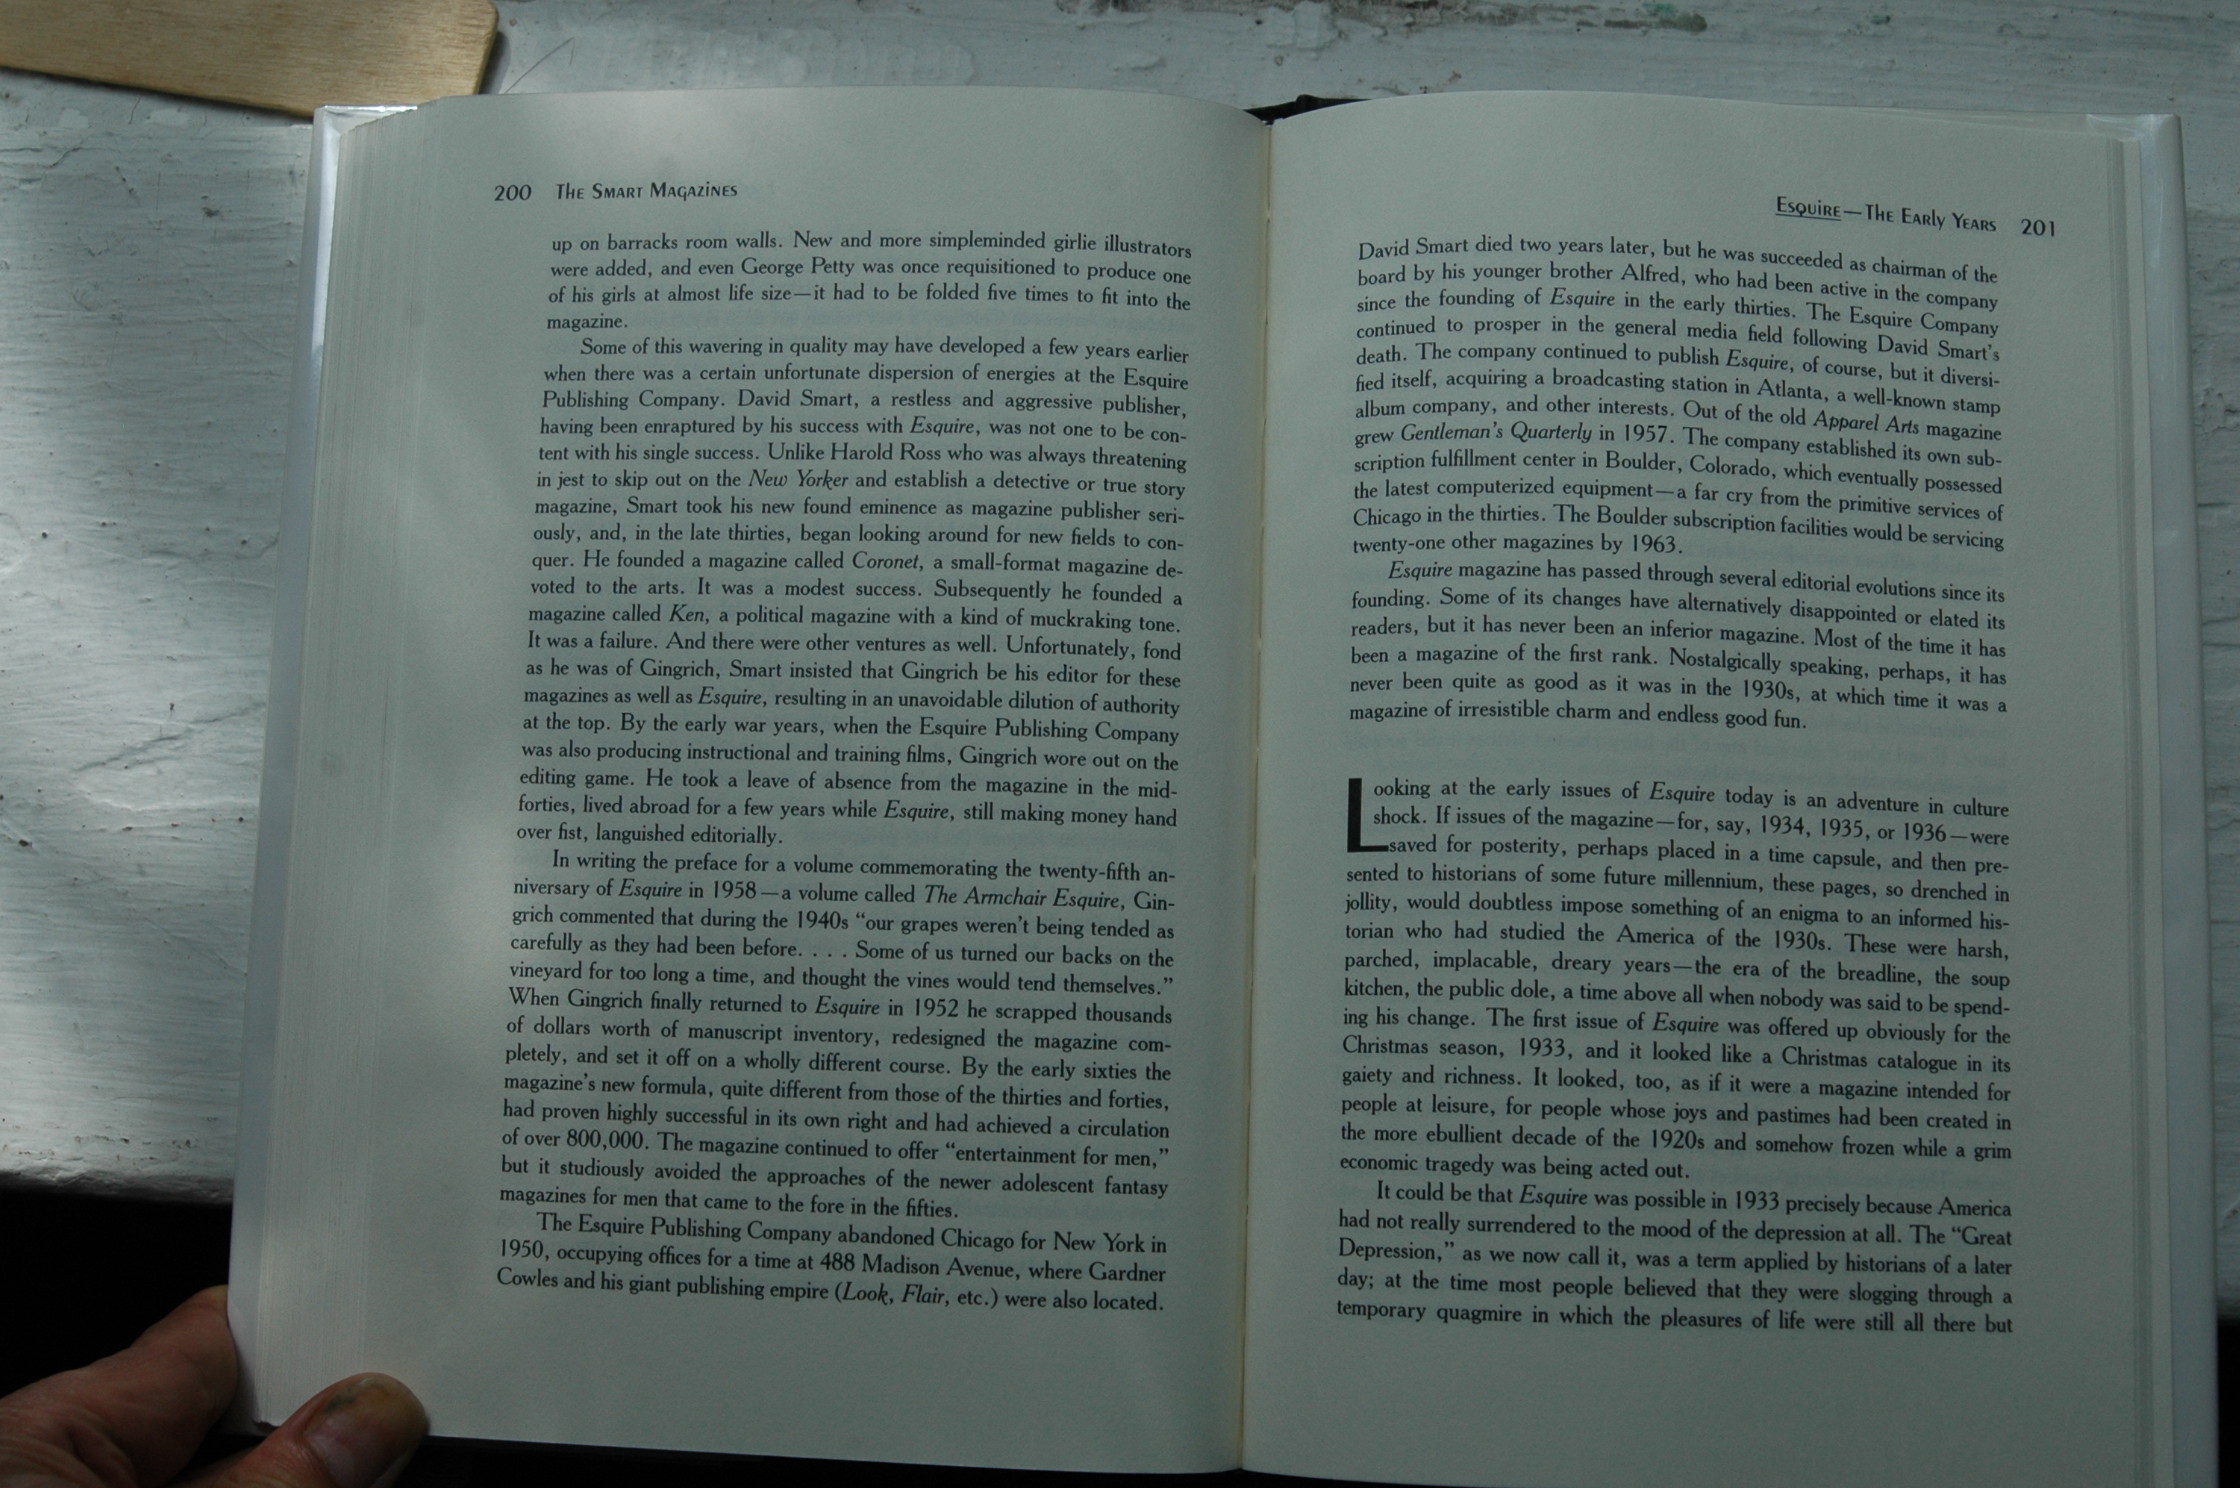 200 The Smart Magazines
up on barracks room walls. New and more simpleminded girlie illustrators
were added, and even George Petty was once requisitioned to produce one
of his girls at almost life size—it had to be folded five times to fit into the
magazine.
Some of this wavering in quality may have developed a few years earlier
when there was a certain unfortunate dispersion of energies at the Esquire
Publishing Company. David Smart, a restless and aggressive publisher,
having been enraptured by his success with Esquire, was not one to be con-
tent with his single success. Unlike Harold Ross who was always threatening
in jest to skip out on the New Yorker and establish a detective or true story
magazine, Smart took his new found eminence as magazine publisher seri-
ously, and, in the late thirties, began looking around for new fields to con-
quer. He founded a magazine called Coronet, a small-format magazine de-
voted to the arts. It was a modest success. Subsequently he founded a
magazine called Ken, a political magazine with a kind of muckraking tone.
It was a failure. And there were other ventures as well. Unfortunately, fond
as he was of Gingrich, Smart insisted that Gingrich be his editor for these
magazines as well as Esquire, resulting in an unavoidable dilution of authority
at the top. By the early war years, when the Esquire Publishing Company
was also producing instructional and training films, Gingrich wore out on the
editing game. He took a leave of absence from the magazine in the mid-
forties, lived abroad for a few years while Esquire, still making money hand
over fist, languished editorially.
In writing the preface for a volume commemorating the twenty-fifth an-
niversary of Esquire in 1958—a volume called The Armchair Esquire, Gin-
grich commented that during the 1940s “our grapes weren’t being tended as
carefully as they had been before. . . . Some of us turned our backs on the
vineyard for too long a time, and thought the vines would tend themselves.”
When Gingrich finally returned to Esquire in 1952 he scrapped thousands
of dollars worth of manuscript inventory, redesigned the magazine com-
pletely, and set it off on a wholly different course. By the early sixties the
magazine’s new formula, quite different from those of the thirties and forties,
had proven highly successful in its own right and had achieved a circulation
of over 800,000. The magazine continued to offer “entertainment for men,”
but it studiously avoided the approaches of the newer adolescent fantasy
magazines for men that came to the fore in the fifties.
The Esquire Publishing Company abandoned Chicago for New York in
1950, occupying offices for a time at 488 Madison Avenue, where Gardner
Cowles and his giant publishing empire (Look, Flair, etc.) were also located.
Esquire—The Early Years 201
David Smart died two years later, but he was succeeded as chairman of the
board by his younger brother Alfred, who had been active in the company
since the founding of Esquire in the early thirties. The Esquire Company
continued to prosper in the general media field following David Smart’s
death. The company continued to publish Esquire, of course, but it diversi-
fied itself, acquiring a broadcasting station in Atlanta, a well-known stamp
album company, and other interests. Out of the old Apparel Arts magazine
grew Gentleman’s Quarterly in 1957. The company established its own sub-
scription fulfillment center in Boulder, Colorado, which eventually possessed
the latest computerized equipment—a far cry from the primitive services of
Chicago in the thirties. The Boulder subscription facilities would be servicing
twenty-one other magazines by 1963.
Esquire magazine has passed through several editorial evolutions since its
founding. Some of its changes have alternatively disappointed or elated its
readers, but it has never been an inferior magazine. Most of the time it has
been a magazine of the first rank. Nostalgically speaking, perhaps, it has
never been quite as good as it was in the 1930s, at which time it was a
magazine of irresistible charm and endless good fun.
Looking at the early issues of Esquire today is an adventure in culture
shock. If issues of the magazine—for, say, 1934, 1935, or 1936—were
saved for posterity, perhaps placed in a time capsule, and then pre-
sented to historians of some future millennium, these pages, so drenched in
jollity, would doubtless impose something of an enigma to an informed his-
torian who had studied the America of the 1930s. These were harsh,
parched, implacable, dreary years—the era of the breadline, the soup
kitchen, the public dole, a time above all when nobody was said to be spend-
ing his change. The first issue of Esquire was offered up obviously for the
Christmas season, 1933, and it looked like a Christmas catalogue in its
gaiety and richness. It looked, too, as if it were a magazine intended for
people at leisure, for people whose joys and pastimes had been created in
the more ebullient decade of the 1920s and somehow frozen while a grim
economic tragedy was being acted out.
It could be that Esquire was possible in 1933 precisely because America
had not really surrendered to the mood of the depression at all. The “Great
Depression,” as we now call it, was a term applied by historians of a later
day; at the time most people believed that they were slogging through a
temporary quagmire in which the pleasures of life were still all there but